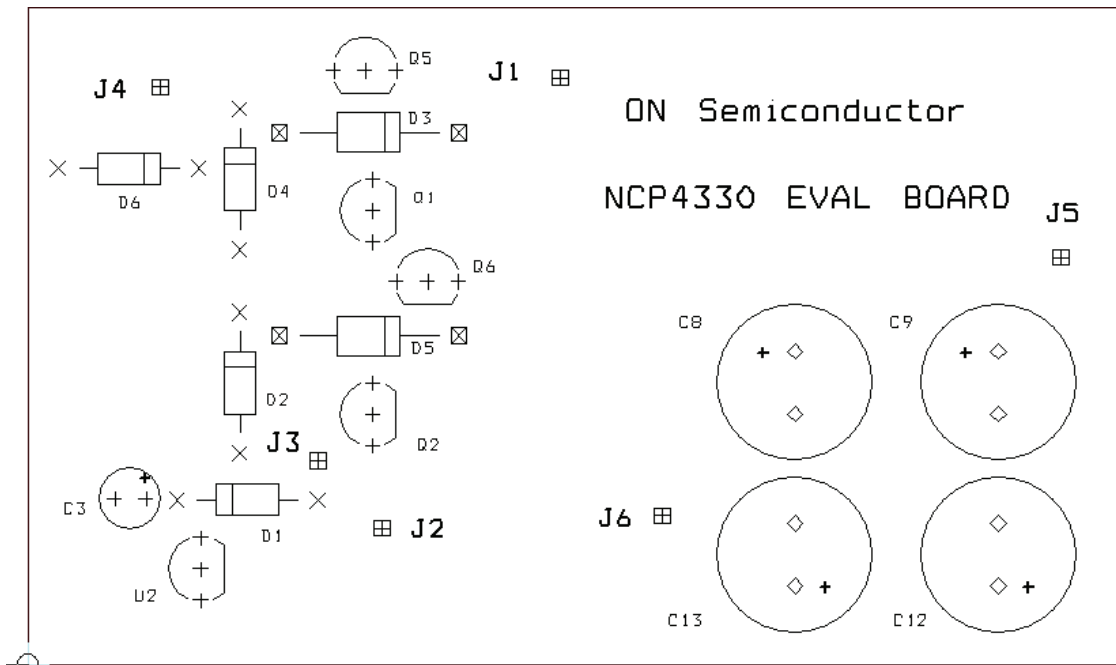 Q5
J4
J1
D3
ON Semiconductor
D6
D4
Q1
NCP4330 EVAL BOARD
J5
Q6
C8
C9
D5
D2
J3
Q2
C3
D1
J2
J6
U2
C13
C12